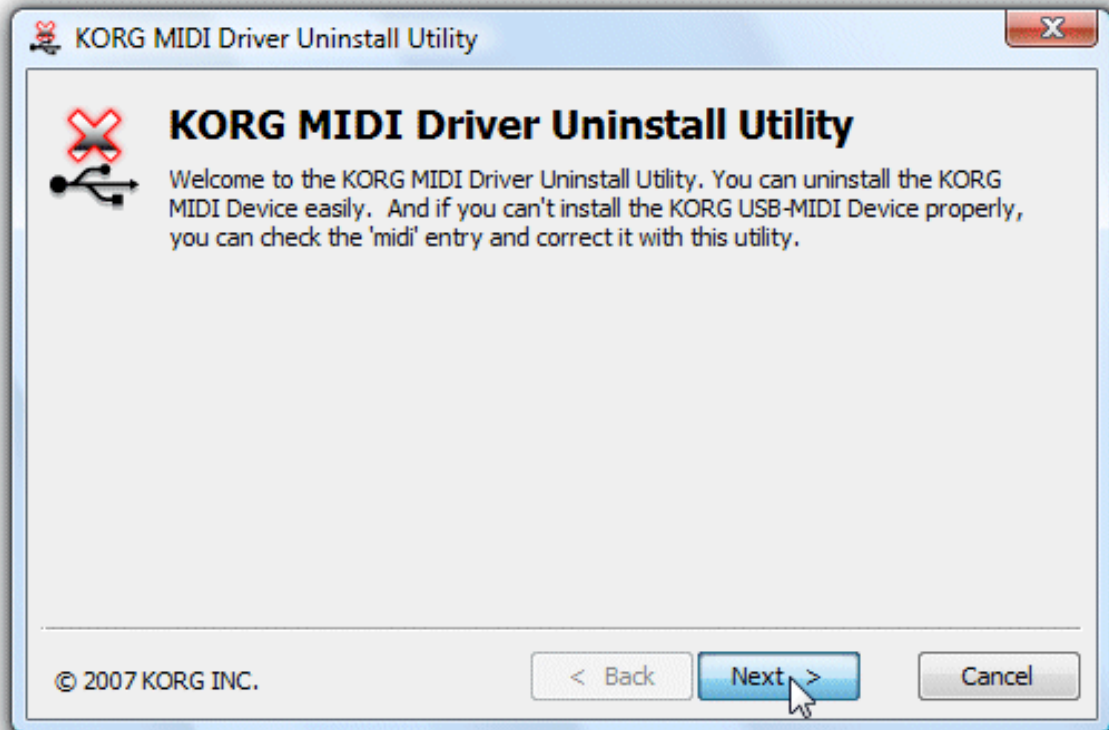 KORG MIDI Driver Uninstall Utility
KORG MIDI Driver Uninstall Utility
Welcome to the KORG MIDI Driver Uninstall Utility. You can uninstall the KORG
MIDI Device easily.  And if you can't install the KORG USB-MIDI Device properly,
you can check the 'midi' entry and correct it with this utility.
© 2007 KORG INC.
< Back
Next >
Cancel